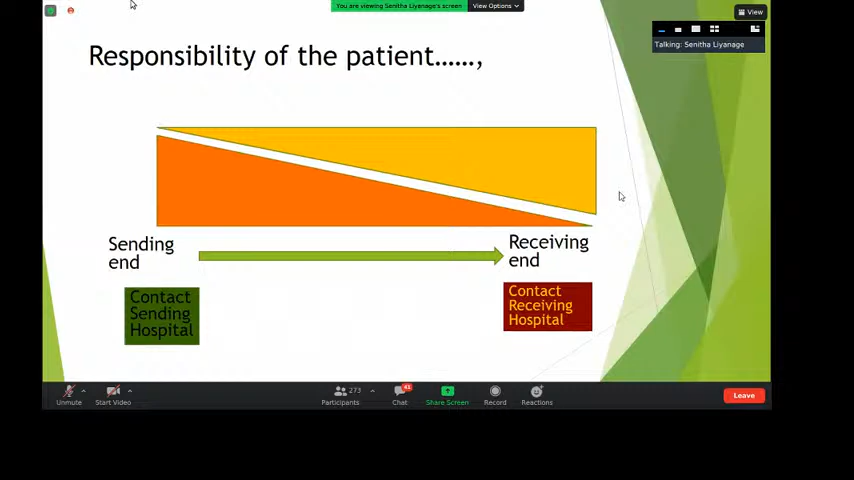 You are viewing Senitha Liyanage's screen
View Options
View
Talking: Senitha Liyanage
Responsibility of the patient……,
Sending
end
Receiving
end
Contact
Sending
Hospital
Contact
Receiving
Hospital
Unmute
Start Video
273
Participants
41
Chat
Share Screen
Record
Reactions
Leave